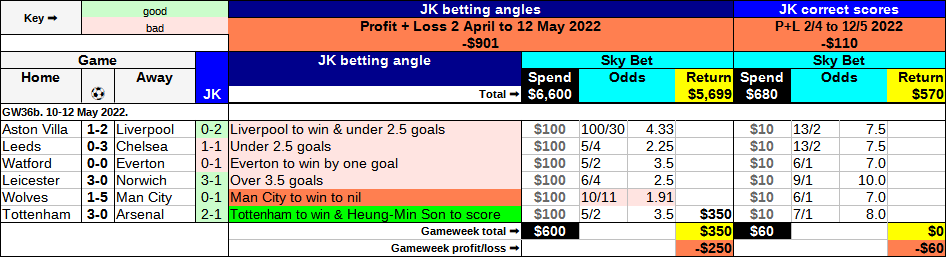 Key ➡ good JK betting angles JK correct scores
bad Profit + Loss 2 April to 12 May 2022 P+L 2/4 to 12/5 2022
-$901 -$110
Game JK betting angle Sky Bet Sky Bet
Home Away JK Spend Odds Return Spend Odds Return
Total ➡ $6,600 $5,699 $680 $570
GW36b. 10-12 May 2022.
Aston Villa 1-2 Liverpool 0-2 Liverpool to win & under 2.5 goals $100 100/30 4.33 $10 13/2 7.5
Leeds 0-3 Chelsea 1-1 Under 2.5 goals $100 5/4 2.25 $10 13/2 7.5
Watford 0-0 Everton 0-1 Everton to win by one goal $100 5/2 3.5 $10 6/1 7.0
Leicester 3-0 Norwich 3-1 Over 3.5 goals $100 6/4 2.5 $10 9/1 10.0
Wolves 1-5 Man City 0-1 Man City to win to nil $100 10/11 1.91 $10 6/1 7.0
Tottenham 3-0 Arsenal 2-1 Tottenham to win & Heung-Min Son to score $100 5/2 3.5 $350 $10 7/1 8.0
Gameweek total ➡ $600 $350 $60 $0
Gameweek profit/loss ➡ -$250 -$60